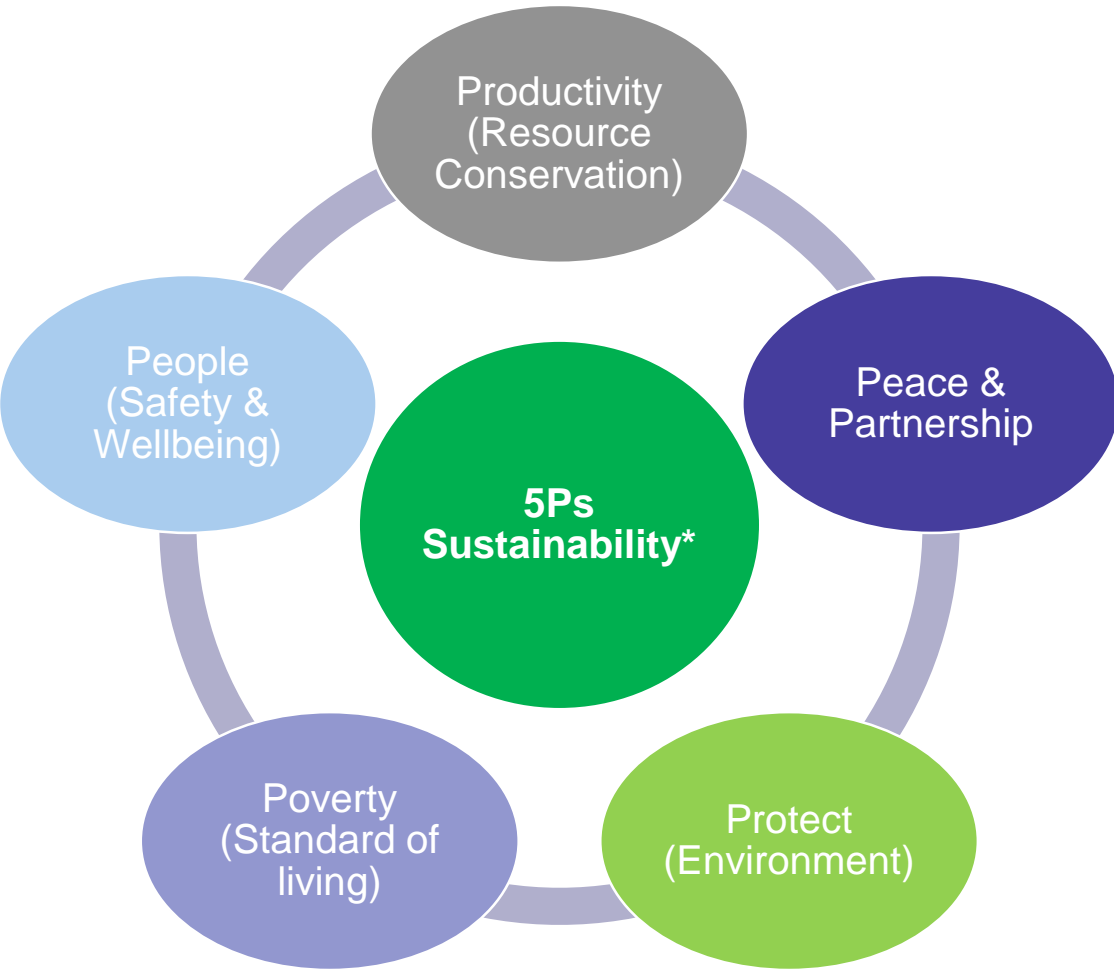 Productivity
(Resource
Conservation)
People
(Safety &
Wellbeing)
Peace &
Partnership
5Ps
Sustainability*
Poverty
(Standard of
living)
Protect
(Environment)